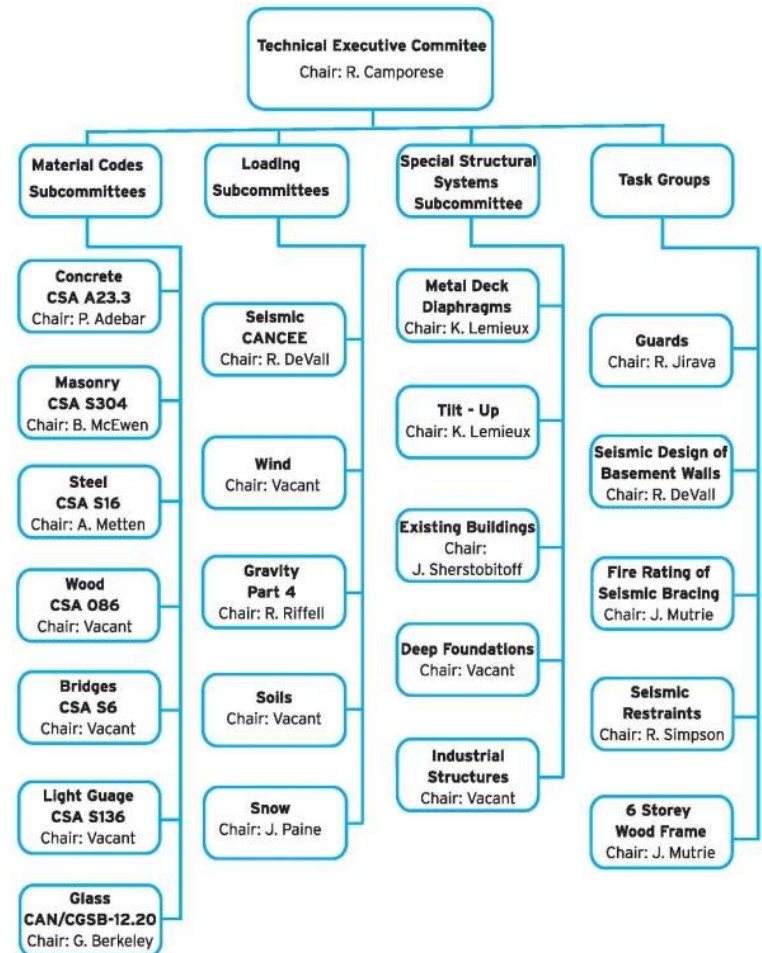 Technical Executive Commitee
Chair: R. Camporese
Material Codes
Subcommittees
Concrete
CSA A23.3
Chair: P. Adebar
Masonry
CSA S304
Chair: B. McEwen
Steel
CSA S16
Chair: A. Metten
Wood
CSA 086
Chair: Vacant
Bridges
CSA S6
Chair: Vacant
Light Guage
CSA S136
Chair: Vacant
Glass
CAN/CGSB-12.20
Chair: G. Berkeley
Loading
Subcommittees
Seismic
CANCEE
Chair: R. DeVall
Wind
Chair: Vacant
Gravity
Part 4
Chair: R. Riffell
Soils
Chair: Vacant
Snow
Chair: J. Paine
Special Structural
Systems
Subcommittee
Metal Deck
Diaphragms
Chair: K. Lemieux
Tilt - Up
Chair: K. Lemieux
Existing Buildings
Chair:
J. Sherstobitoff
Deep Foundations
Chair: Vacant
Industrial
Structures
Chair: Vacant
Task Groups
Guards
Chair: R. Jirava
Seismic Design of
Basement Walls
Chair: R. DeVall
Fire Rating of
Seismic Bracing
Chair: J. Mutrie
Seismic
Restraints
Chair: R. Simpson
6 Storey
Wood Frame
Chair: J. Mutrie